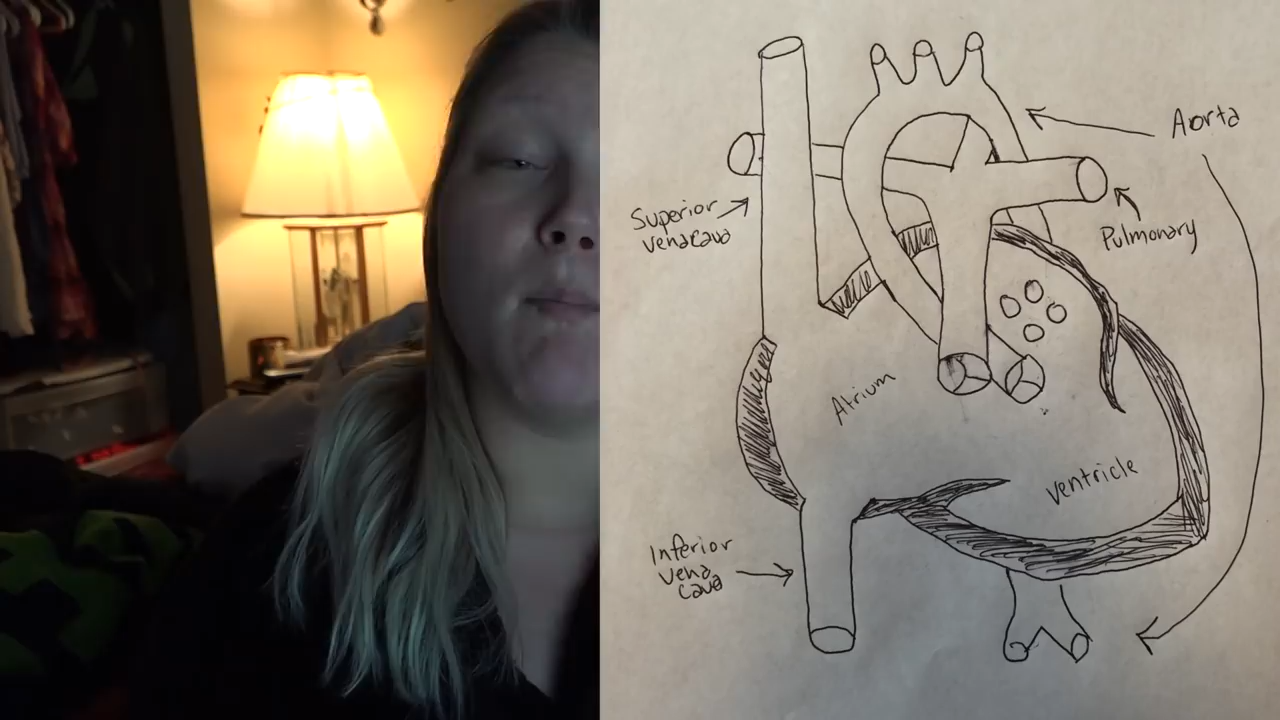 Aorta
Superior
venacava
Pulmonary
Atrium
ventricle
Inferior
vena
cava